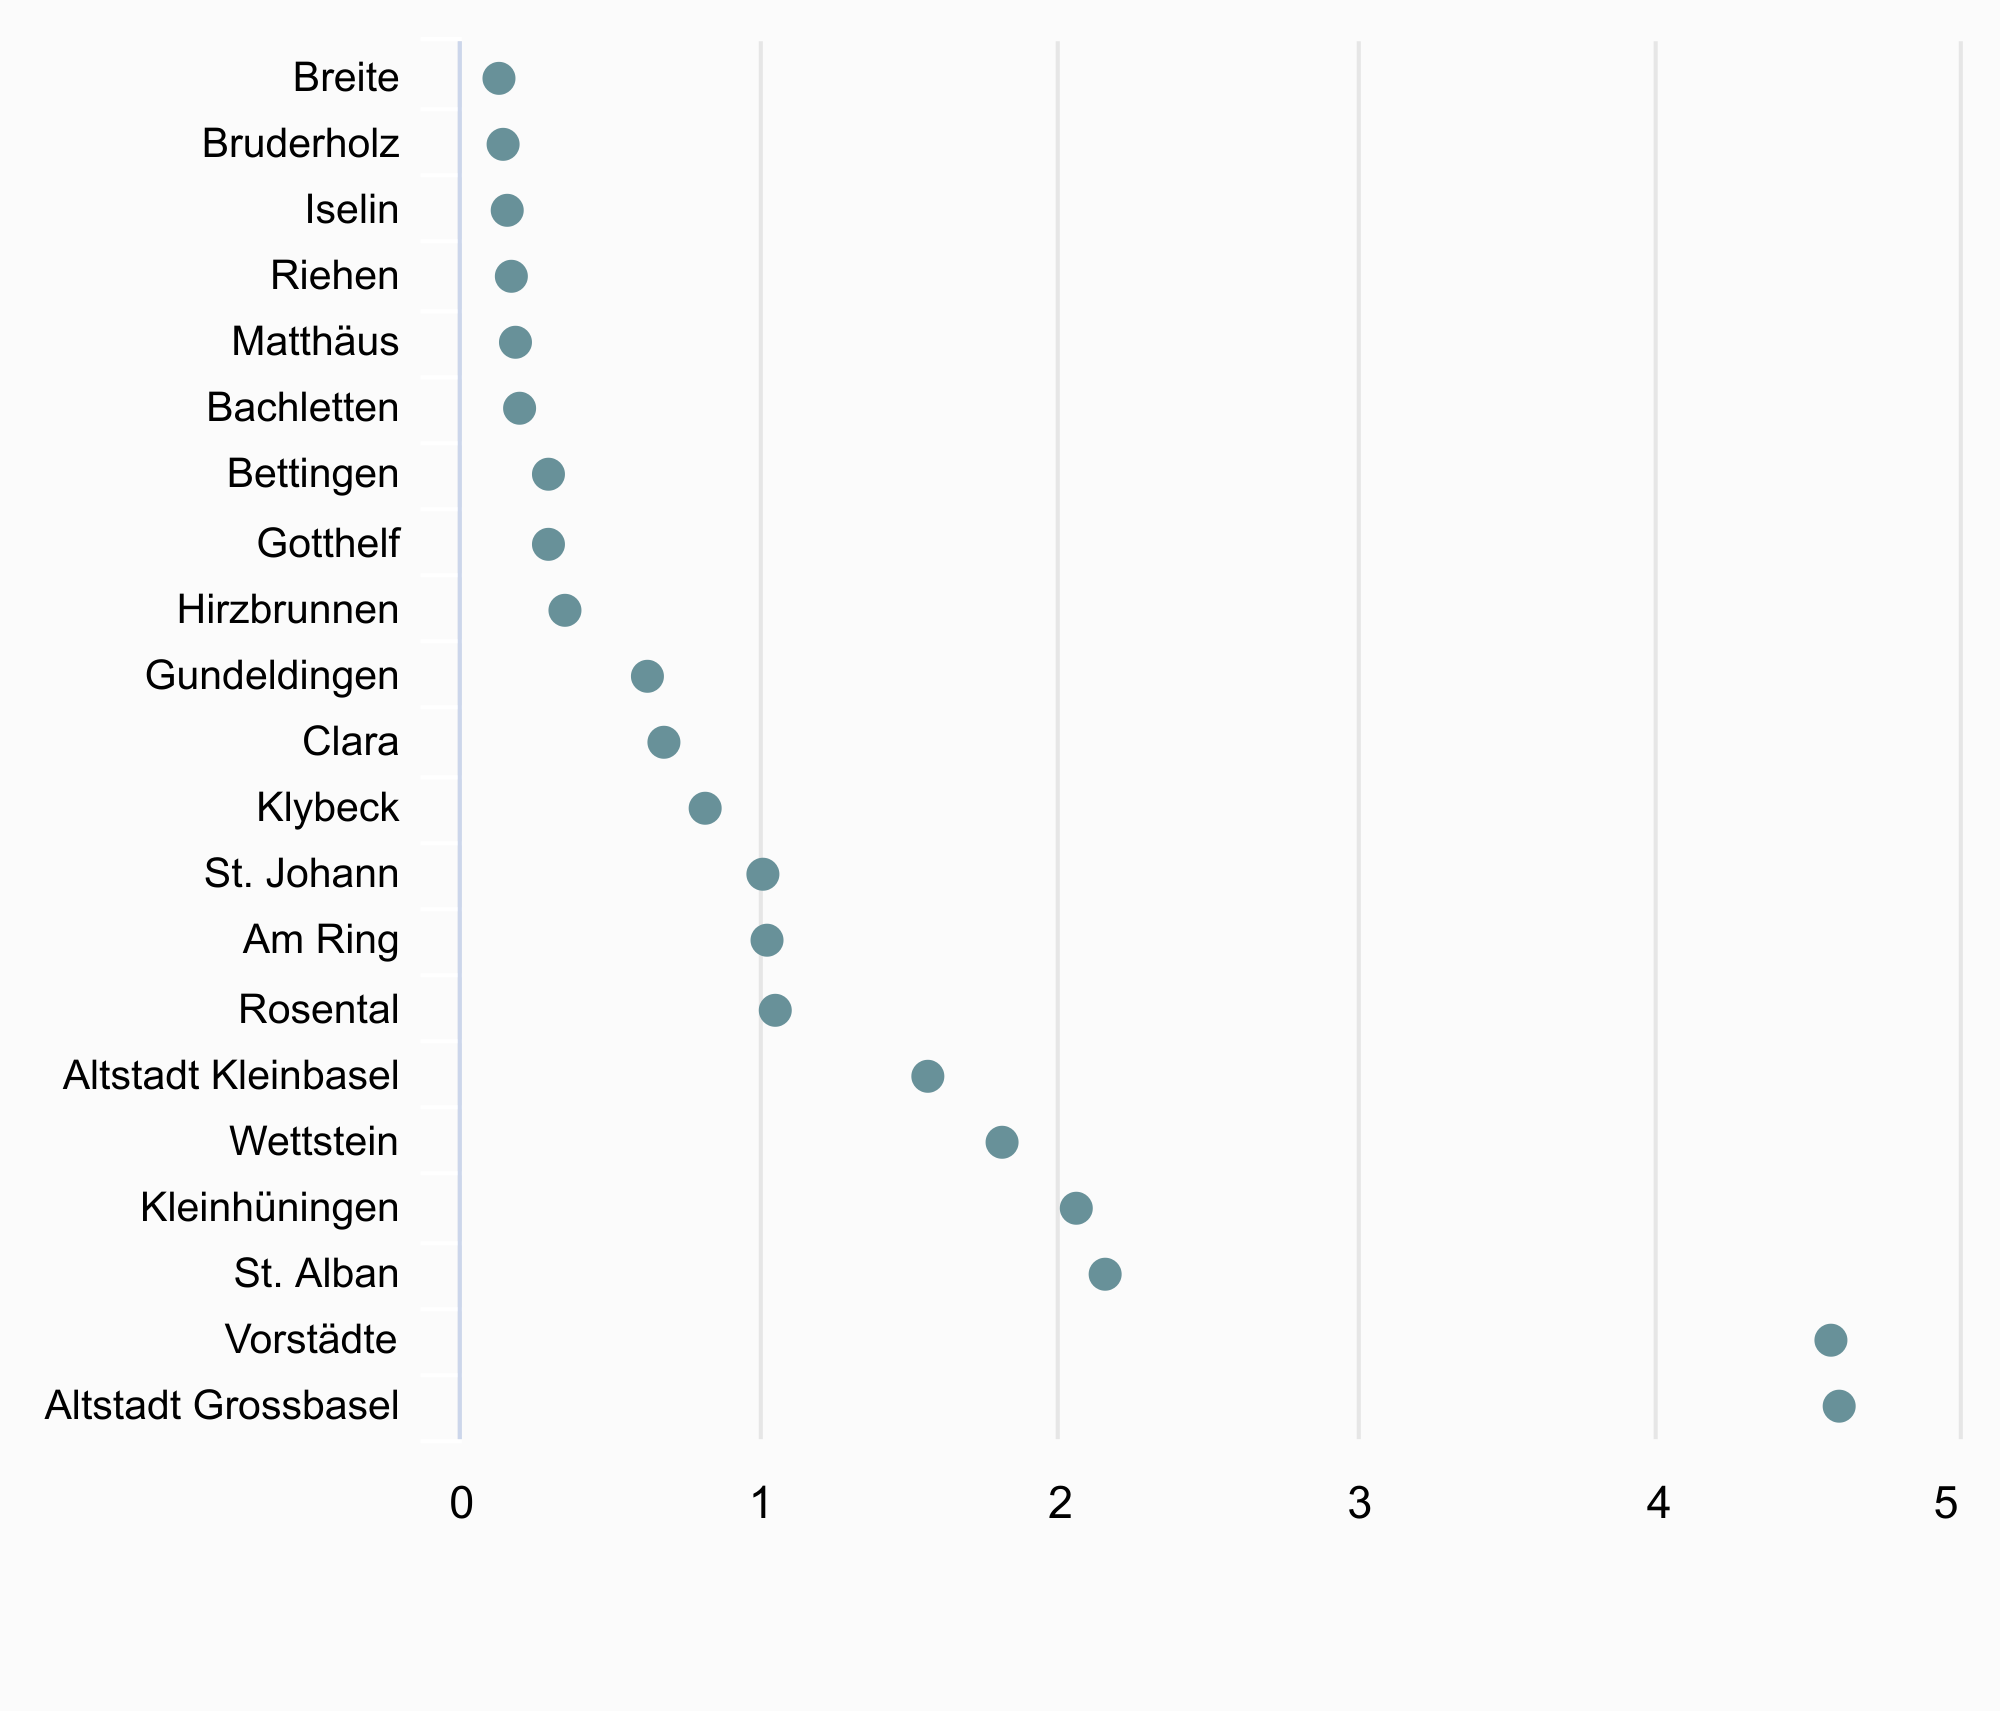 Breite
Bruderholz
Iselin
Riehen
Matthäus
Bachletten
Bettingen
Gotthelf
Hirzbrunnen
Gundeldingen
Clara
Klybeck
St. Johann
Am Ring
Rosental
Altstadt Kleinbasel
Wettstein
Kleinhüningen
St. Alban
Vorstädte
Altstadt Grossbasel
0 1 2 3 4 5